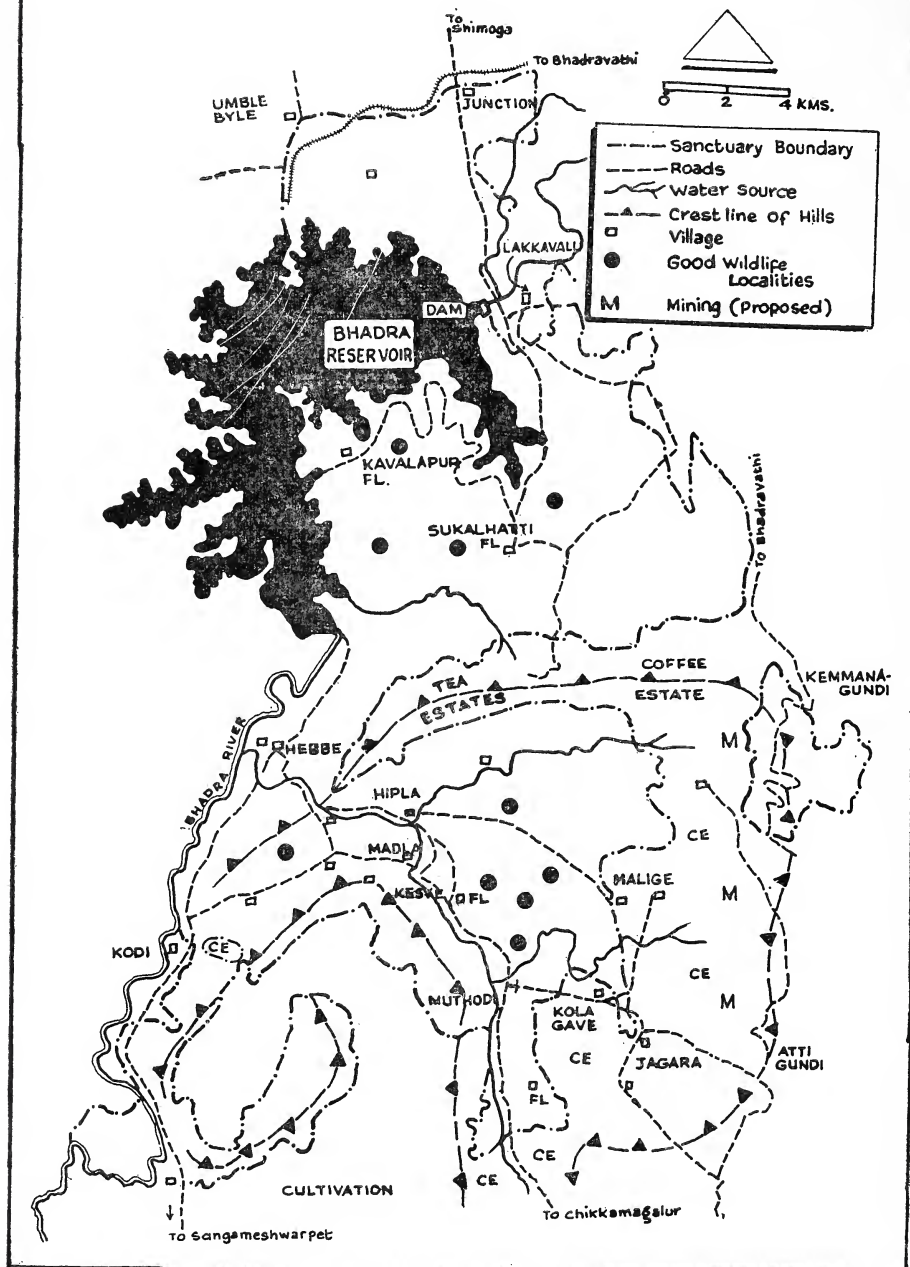 To
Shimoga
To Bhadravathi
UMBLE
BYLE
JUNCTION
0 2 4 KMS.
Sanctuary Boundary
Roads
Water Source
Crest line of Hills
Village
Good Wildlife
Localities
M Mining (Proposed)
LAKKAVALI
DAM
BHADRA
RESERVOIR
KAVALAPUR
FL.
SUKALHATTI
FL
To Bhadravathi
COFFEE
ESTATE
TEA
ESTATES
KEMMANA-
GUNDI
M
BHADRA RIVER
HEBBE
HIPLA
CE
MADLA
MALIGE
M
KESVE
FL
KODI
CE
CE
M
MUTHODI
KOLA
GAVE
CE
JAGARA
ATTI
GUNDI
FL
CE
CE
CULTIVATION
To Chikkamagalur
To Sangameshwarpet